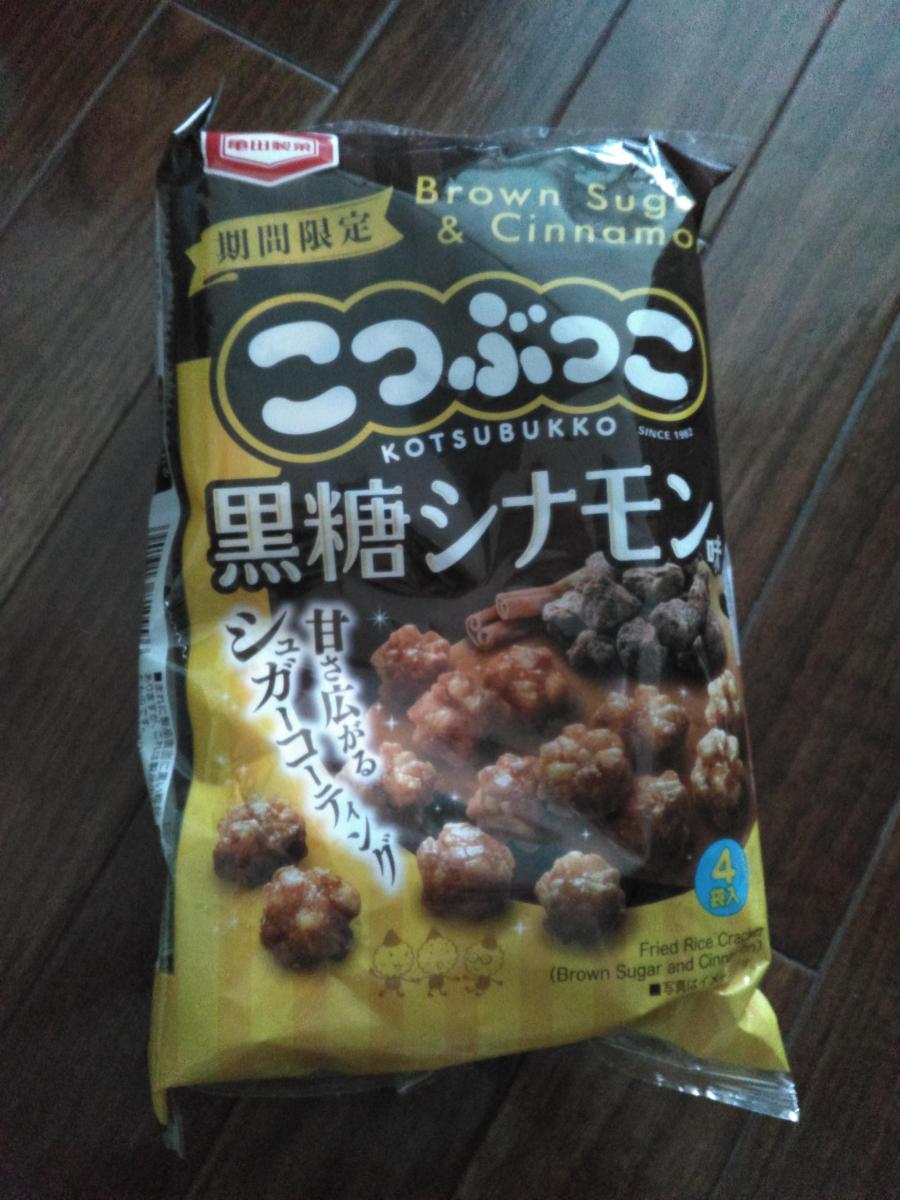 亀田製菓
期間限定
Brown Sug
& Cinnamo
こつぶっこ
KOTSUBUKKO
SINCE 1982
黒糖シナモン味
甘さ広がる
シュガーコーティング
4
袋入
Fried Rice Cracker
(Brown Sugar and Cinnamon)
■写真はイメ